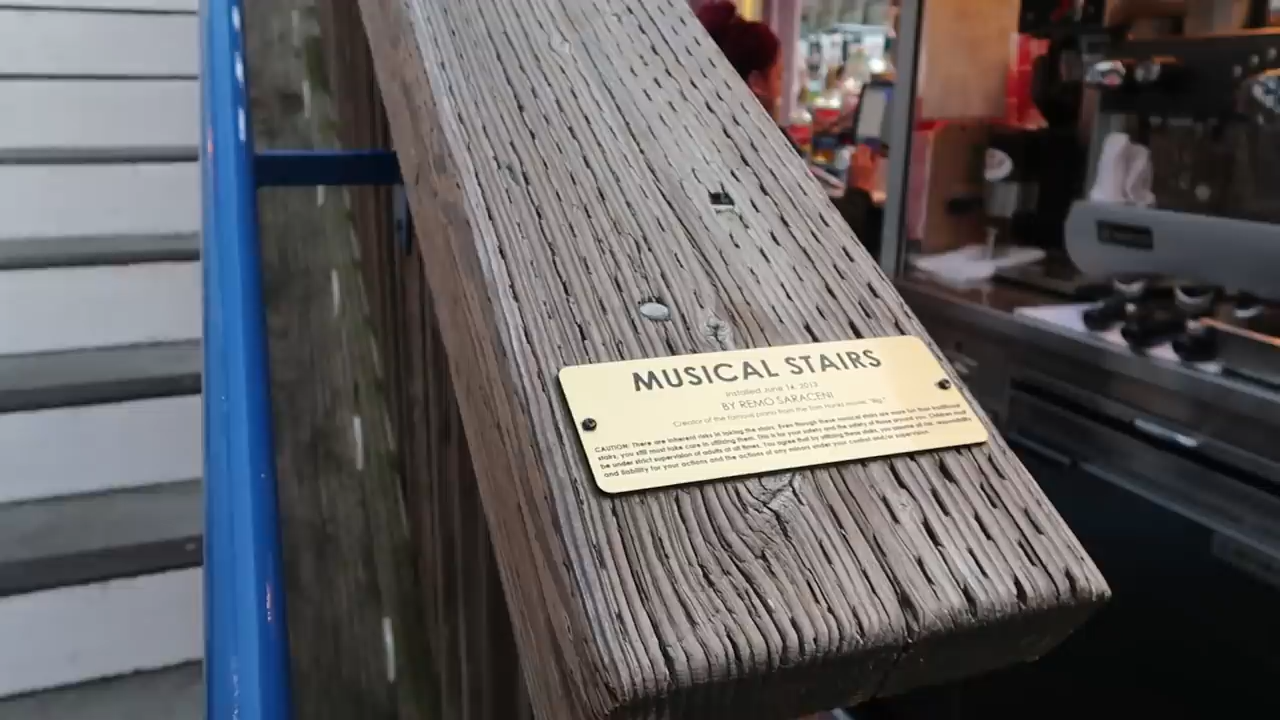 MUSICAL STAIRS
Installed June 14, 2013
BY REMO SARACENI
Creator of the famous piano from the Tom Hanks movie, "Big."
CAUTION: There are inherent risks in taking the stairs. Even though these musical stairs are more fun than traditional
stairs, you still must take care in utilizing them. This is for your safety and the safety of those around you. Children must
be under strict supervision of adults at all times. You agree that by utilizing these stairs, you assume all risk, responsibility
and liability for your actions and the actions of any minors under your control and/or supervision.